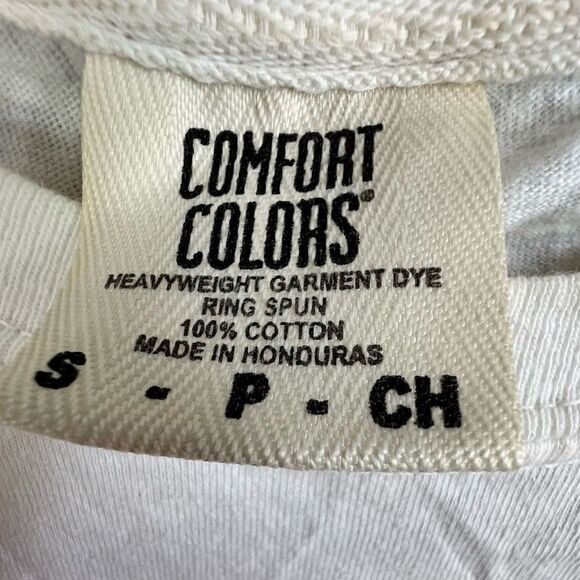 COMFORT
COLORS®
HEAVYWEIGHT GARMENT DYE
RING SPUN
100% COTTON
MADE IN HONDURAS
S - P - CH